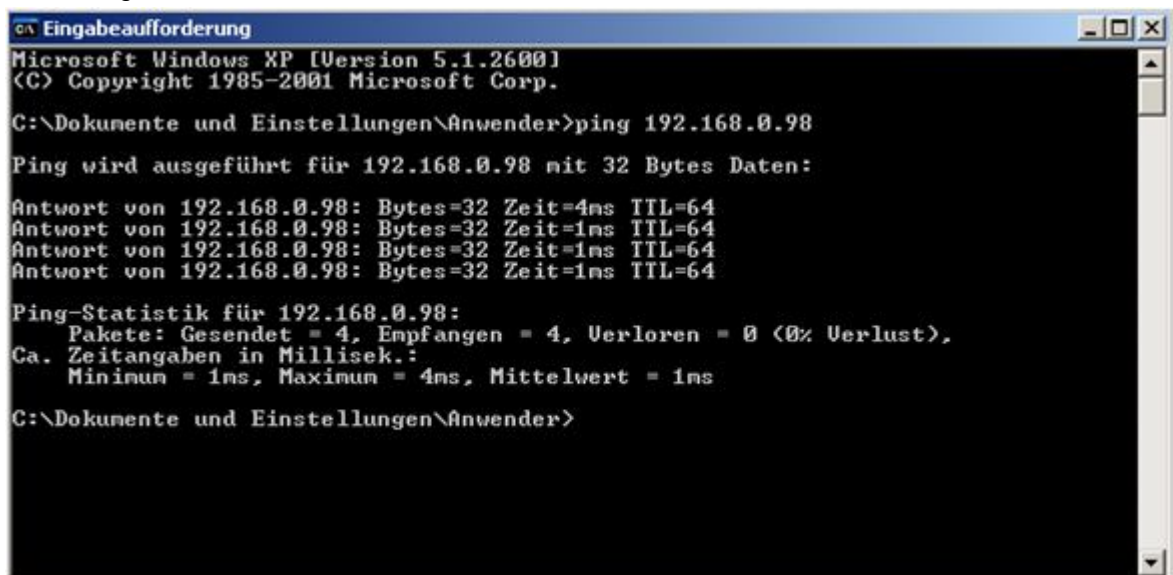 Eingabeaufforderung
Microsoft Windows XP [Version 5.1.2600]
(C) Copyright 1985-2001 Microsoft Corp.
C:\Dokumente und Einstellungen\Anwender>ping 192.168.0.98
Ping wird ausgeführt für 192.168.0.98 mit 32 Bytes Daten:
Antwort von 192.168.0.98: Bytes=32 Zeit=4ms TTL=64
Antwort von 192.168.0.98: Bytes=32 Zeit=1ms TTL=64
Antwort von 192.168.0.98: Bytes=32 Zeit=1ms TTL=64
Antwort von 192.168.0.98: Bytes=32 Zeit=1ms TTL=64
Ping-Statistik für 192.168.0.98:
Pakete: Gesendet = 4, Empfangen = 4, Verloren = 0 (0% Verlust),
Ca. Zeitangaben in Millisek.:
Minimum = 1ms, Maximum = 4ms, Mittelwert = 1ms
C:\Dokumente und Einstellungen\Anwender>